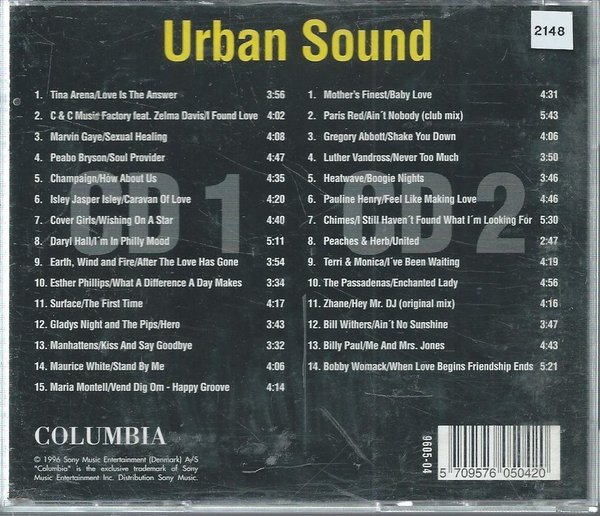 Urban Sound
2148
1. Tina Arena/Love Is The Answer 3:56
2. C & C Music Factory feat. Zelma Davis/I Found Love 4:02
3. Marvin Gaye/Sexual Healing 4:08
4. Peabo Bryson/Soul Provider 4:47
5. Champaign/How About Us 4:35
6. Isley Jasper Isley/Caravan Of Love 4:20
7. Cover Girls/Wishing On A Star 4:40
8. Daryl Hall/I´m In Philly Mood 5:11
9. Earth, Wind and Fire/After The Love Has Gone 3:54
10. Esther Phillips/What A Difference A Day Makes 3:34
11. Surface/The First Time 4:17
12. Gladys Night and The Pips/Hero 3:43
13. Manhattens/Kiss And Say Goodbye 3:32
14. Maurice White/Stand By Me 4:06
15. Maria Montell/Vend Dig Om - Happy Groove 4:14
CD 1
1. Mother's Finest/Baby Love 4:31
2. Paris Red/Ain´t Nobody (club mix) 5:43
3. Gregory Abbott/Shake You Down 4:06
4. Luther Vandross/Never Too Much 3:50
5. Heatwave/Boogie Nights 3:36
6. Pauline Henry/Feel Like Making Love 4:46
7. Chimes/I Still Haven´t Found What I´m Looking For 5:30
8. Peaches & Herb/United 2:47
9. Terri & Monica/I´ve Been Waiting 4:19
10. The Passadenas/Enchanted Lady 4:56
11. Zhane/Hey Mr. DJ (original mix) 4:16
12. Bill Withers/Ain´t No Sunshine 3:47
13. Billy Paul/Me And Mrs. Jones 4:43
14. Bobby Womack/When Love Begins Friendship Ends 5:21
CD 2
COLUMBIA
© 1996 Sony Music Entertainment (Denmark) A/S
"Columbia" is the exclusive trademark of Sony
Music Entertainment Inc. Distribution Sony Music.
9605-04
5 709576 050420